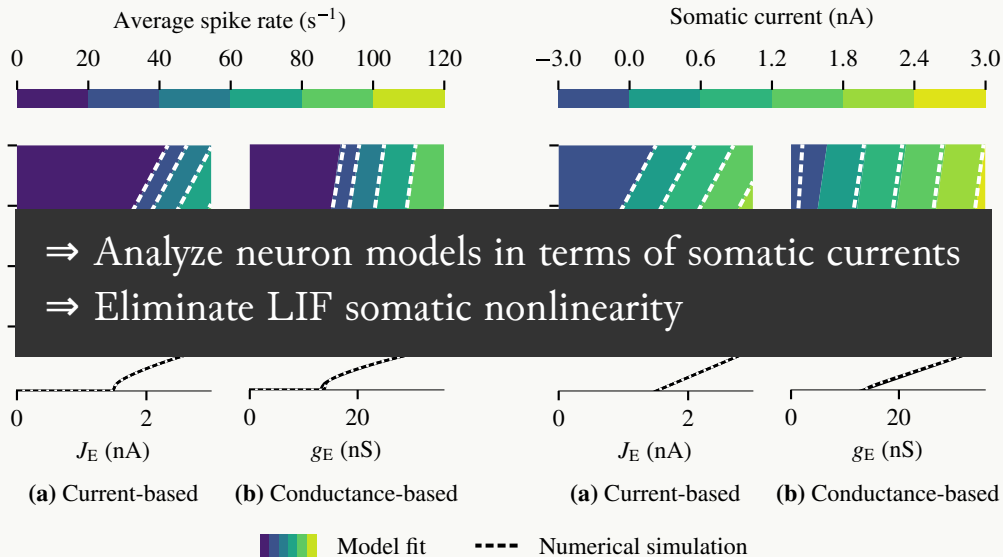 Average spike rate (s⁻¹)
Somatic current (nA)
0 20 40 60 80 100 120
−3.0 0.0 0.6 1.2 1.8 2.4 3.0
⇒ Analyze neuron models in terms of somatic currents
⇒ Eliminate LIF somatic nonlinearity
0 2 0 20 0 2 0 20
J_E (nA) g_E (nS) J_E (nA) g_E (nS)
(a) Current-based (b) Conductance-based (a) Current-based (b) Conductance-based
Model fit Numerical simulation